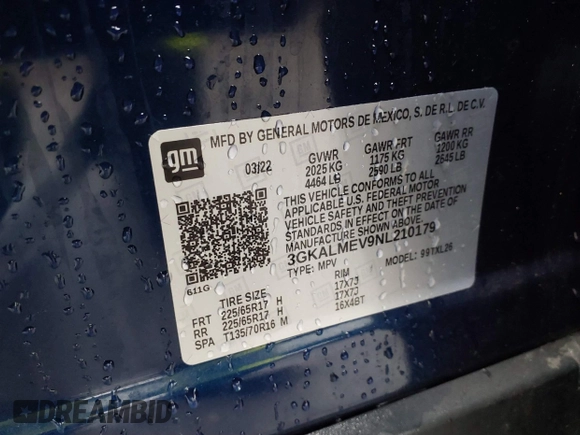 gm
MFD BY GENERAL MOTORS DE MEXICO, S. DE R.L. DE C.V.
03/22 GVWR GAWR FRT GAWR RR
2025 KG 1175 KG 1200 KG
4464 LB 2590 LB 2645 LB
THIS VEHICLE CONFORMS TO ALL
APPLICABLE U.S. FEDERAL MOTOR
VEHICLE SAFETY AND THEFT PREVENTION
STANDARDS IN EFFECT ON THE DATE OF
MANUFACTURE SHOWN ABOVE.
3GKALMEV9NL210179
TYPE: MPV MODEL: 99TXL26
611G
TIRE SIZE RIM
FRT 225/65R17 H 17X7J
RR 225/65R17 H 17X7J
SPA T135/70R16 M 16X4BT
DREAMBID